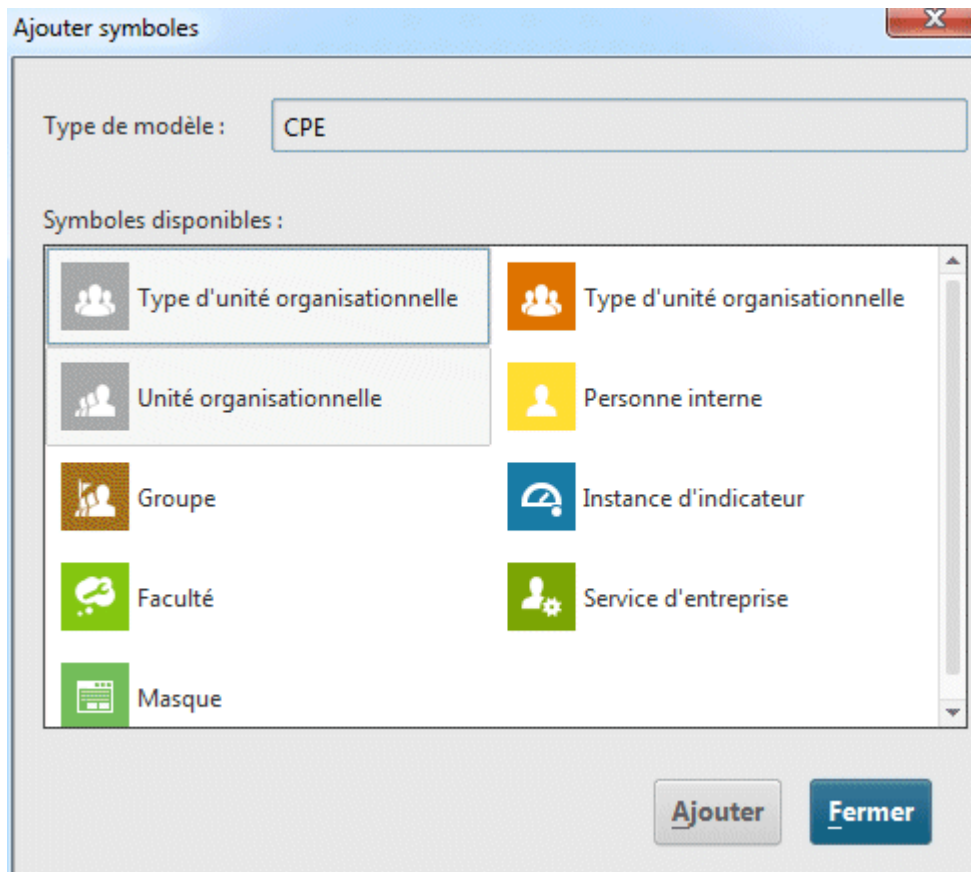 Ajouter symboles
Type de modèle : CPE
Symboles disponibles :
Type d'unité organisationnelle Type d'unité organisationnelle
Unité organisationnelle Personne interne
Groupe Instance d'indicateur
Faculté Service d'entreprise
Masque
Ajouter Fermer